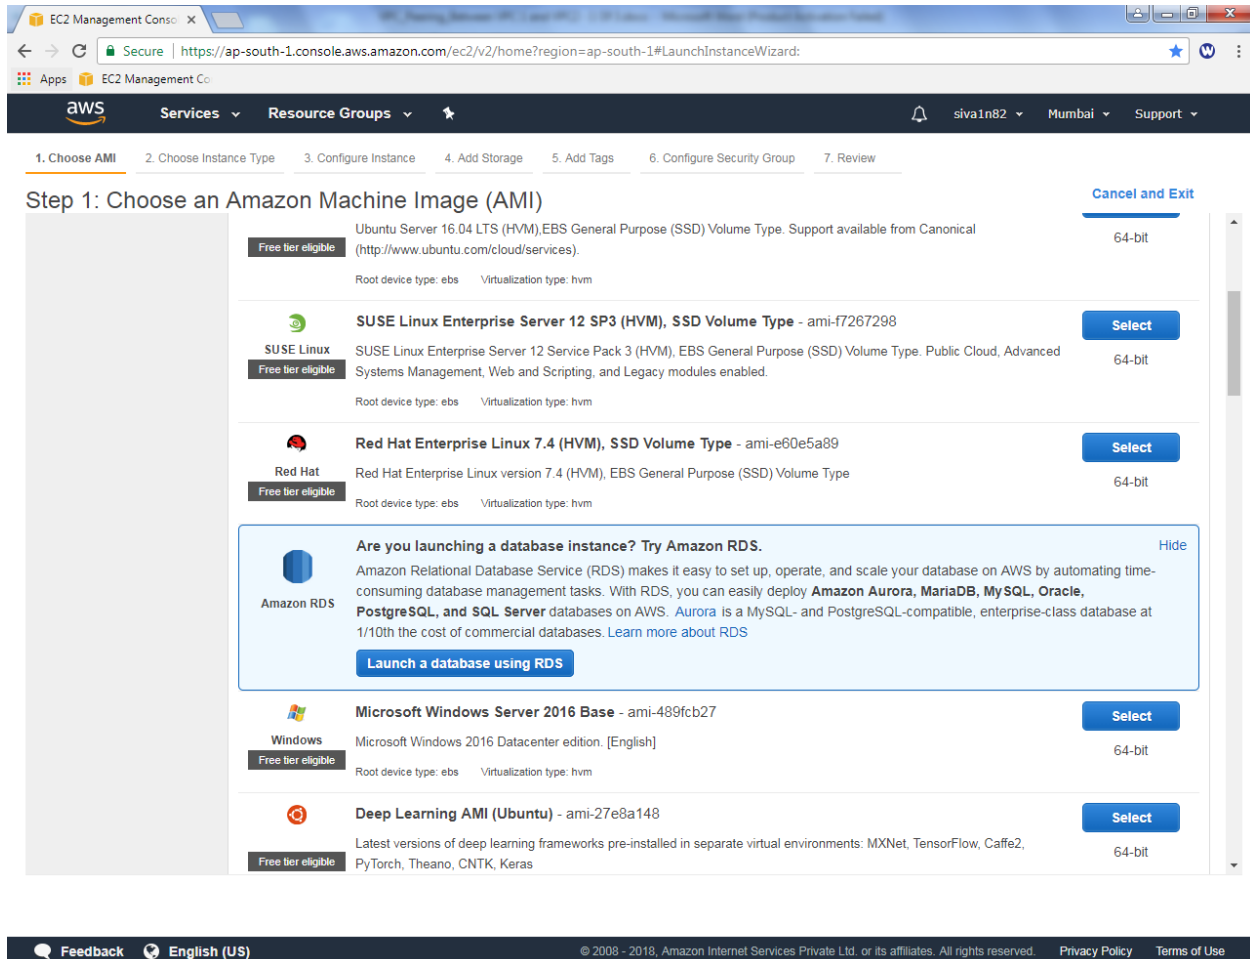 EC2 Management Conso
Secure | https://ap-south-1.console.aws.amazon.com/ec2/v2/home?region=ap-south-1#LaunchInstanceWizard:
Apps EC2 Management Co
aws Services Resource Groups siva1n82 Mumbai Support
1. Choose AMI 2. Choose Instance Type 3. Configure Instance 4. Add Storage 5. Add Tags 6. Configure Security Group 7. Review
Step 1: Choose an Amazon Machine Image (AMI)
Cancel and Exit
Free tier eligible
Ubuntu Server 16.04 LTS (HVM),EBS General Purpose (SSD) Volume Type. Support available from Canonical
(http://www.ubuntu.com/cloud/services).
64-bit
Root device type: ebs Virtualization type: hvm
SUSE Linux
Free tier eligible
SUSE Linux Enterprise Server 12 SP3 (HVM), SSD Volume Type - ami-f7267298
SUSE Linux Enterprise Server 12 Service Pack 3 (HVM), EBS General Purpose (SSD) Volume Type. Public Cloud, Advanced
Systems Management, Web and Scripting, and Legacy modules enabled.
Root device type: ebs Virtualization type: hvm
Select
64-bit
Red Hat
Free tier eligible
Red Hat Enterprise Linux 7.4 (HVM), SSD Volume Type - ami-e60e5a89
Red Hat Enterprise Linux version 7.4 (HVM), EBS General Purpose (SSD) Volume Type
Root device type: ebs Virtualization type: hvm
Select
64-bit
Amazon RDS
Are you launching a database instance? Try Amazon RDS.
Hide
Amazon Relational Database Service (RDS) makes it easy to set up, operate, and scale your database on AWS by automating time-
consuming database management tasks. With RDS, you can easily deploy Amazon Aurora, MariaDB, MySQL, Oracle,
PostgreSQL, and SQL Server databases on AWS. Aurora is a MySQL- and PostgreSQL-compatible, enterprise-class database at
1/10th the cost of commercial databases. Learn more about RDS
Launch a database using RDS
Windows
Free tier eligible
Microsoft Windows Server 2016 Base - ami-489fcb27
Microsoft Windows 2016 Datacenter edition. [English]
Root device type: ebs Virtualization type: hvm
Select
64-bit
Free tier eligible
Deep Learning AMI (Ubuntu) - ami-27e8a148
Latest versions of deep learning frameworks pre-installed in separate virtual environments: MXNet, TensorFlow, Caffe2,
PyTorch, Theano, CNTK, Keras
Select
64-bit
Feedback English (US) © 2008 - 2018, Amazon Internet Services Private Ltd. or its affiliates. All rights reserved. Privacy Policy Terms of Use